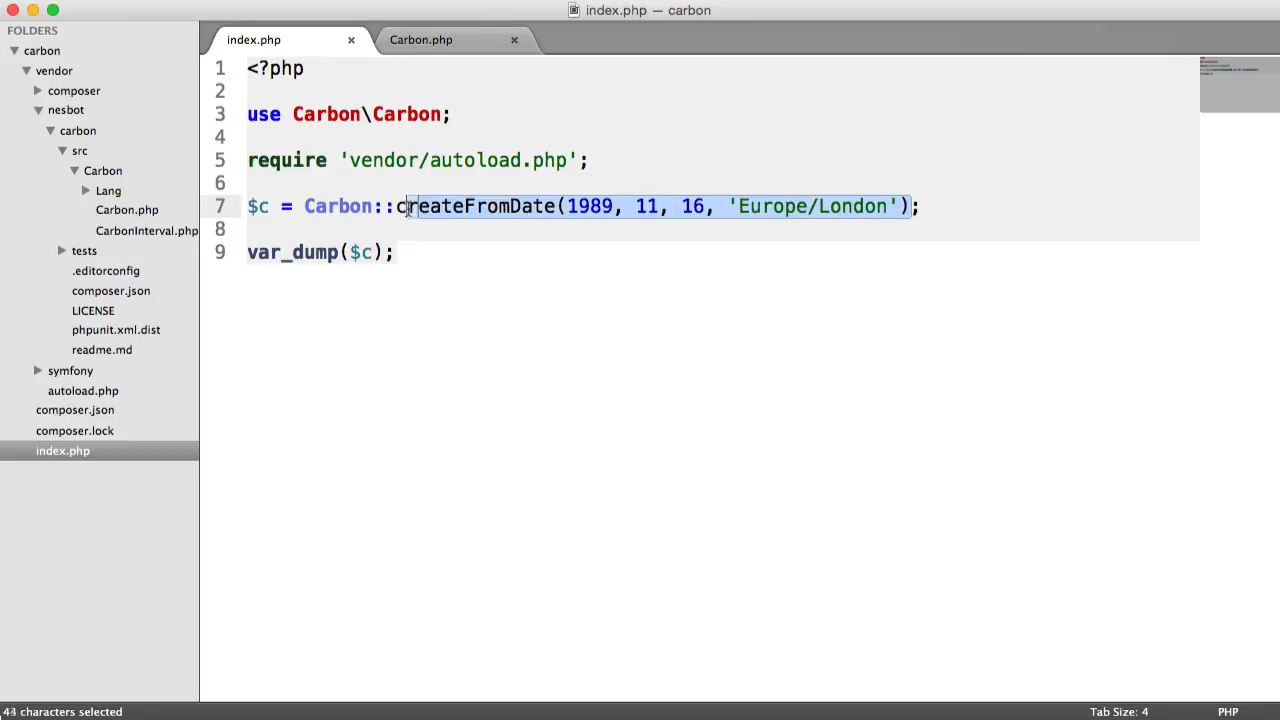 index.php — carbon
FOLDERS
carbon
vendor
composer
nesbot
carbon
src
Carbon
Lang
Carbon.php
CarbonInterval.php
tests
.editorconfig
composer.json
LICENSE
phpunit.xml.dist
readme.md
symfony
autoload.php
composer.json
composer.lock
index.php
index.php ×
Carbon.php ×
1 <?php
2
3 use Carbon\Carbon;
4
5 require 'vendor/autoload.php';
6
7 $c = Carbon::createFromDate(1989, 11, 16, 'Europe/London');
8
9 var_dump($c);
44 characters selected
Tab Size: 4
PHP